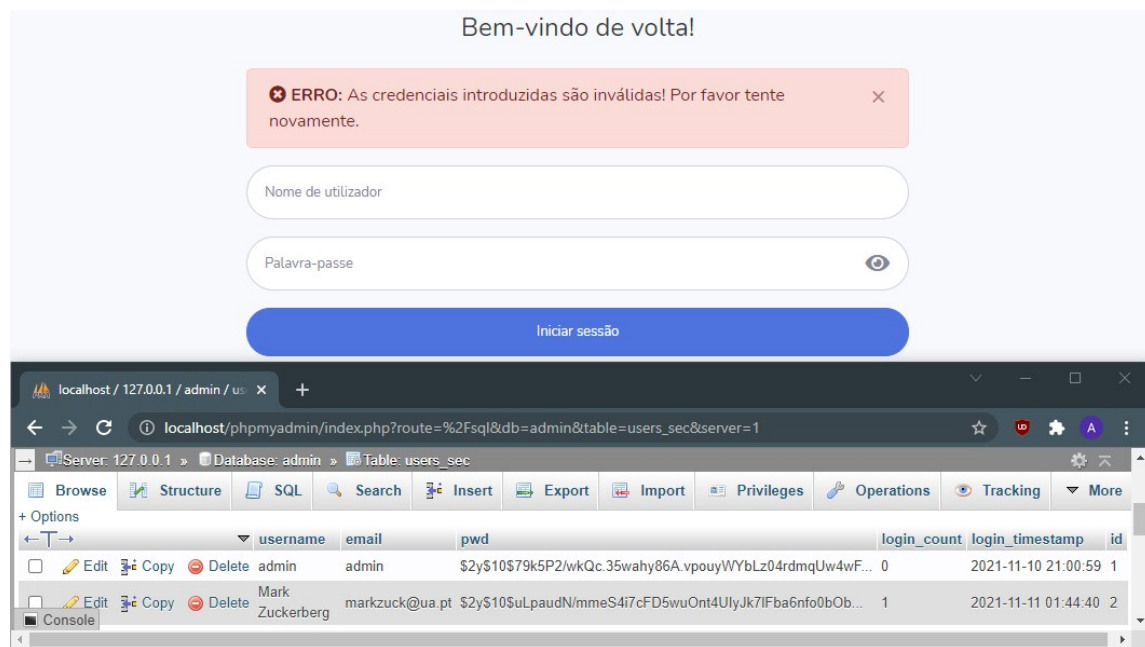 Bem-vindo de volta!
ERRO: As credenciais introduzidas são inválidas! Por favor tente
novamente.
Nome de utilizador
Palavra-passe
Iniciar sessão
localhost / 127.0.0.1 / admin / us
localhost/phpmyadmin/index.php?route=%2Fsql&db=admin&table=users_sec&server=1
A
Server: 127.0.0.1 » Database: admin » Table: users_sec
Browse Structure SQL Search Insert Export Import Privileges Operations Tracking More
+ Options
username email pwd login_count login_timestamp id
Edit Copy Delete admin admin $2y$10$79k5P2/wkQc.35wahy86A.vpouyWYbLz04rdmqUw4wF... 0 2021-11-10 21:00:59 1
Edit Copy Delete Mark Zuckerberg markzuck@ua.pt $2y$10$uLpaudN/mmeS4i7cFD5wuOnt4UIyJk7lFba6nfo0bOb... 1 2021-11-11 01:44:40 2
Console